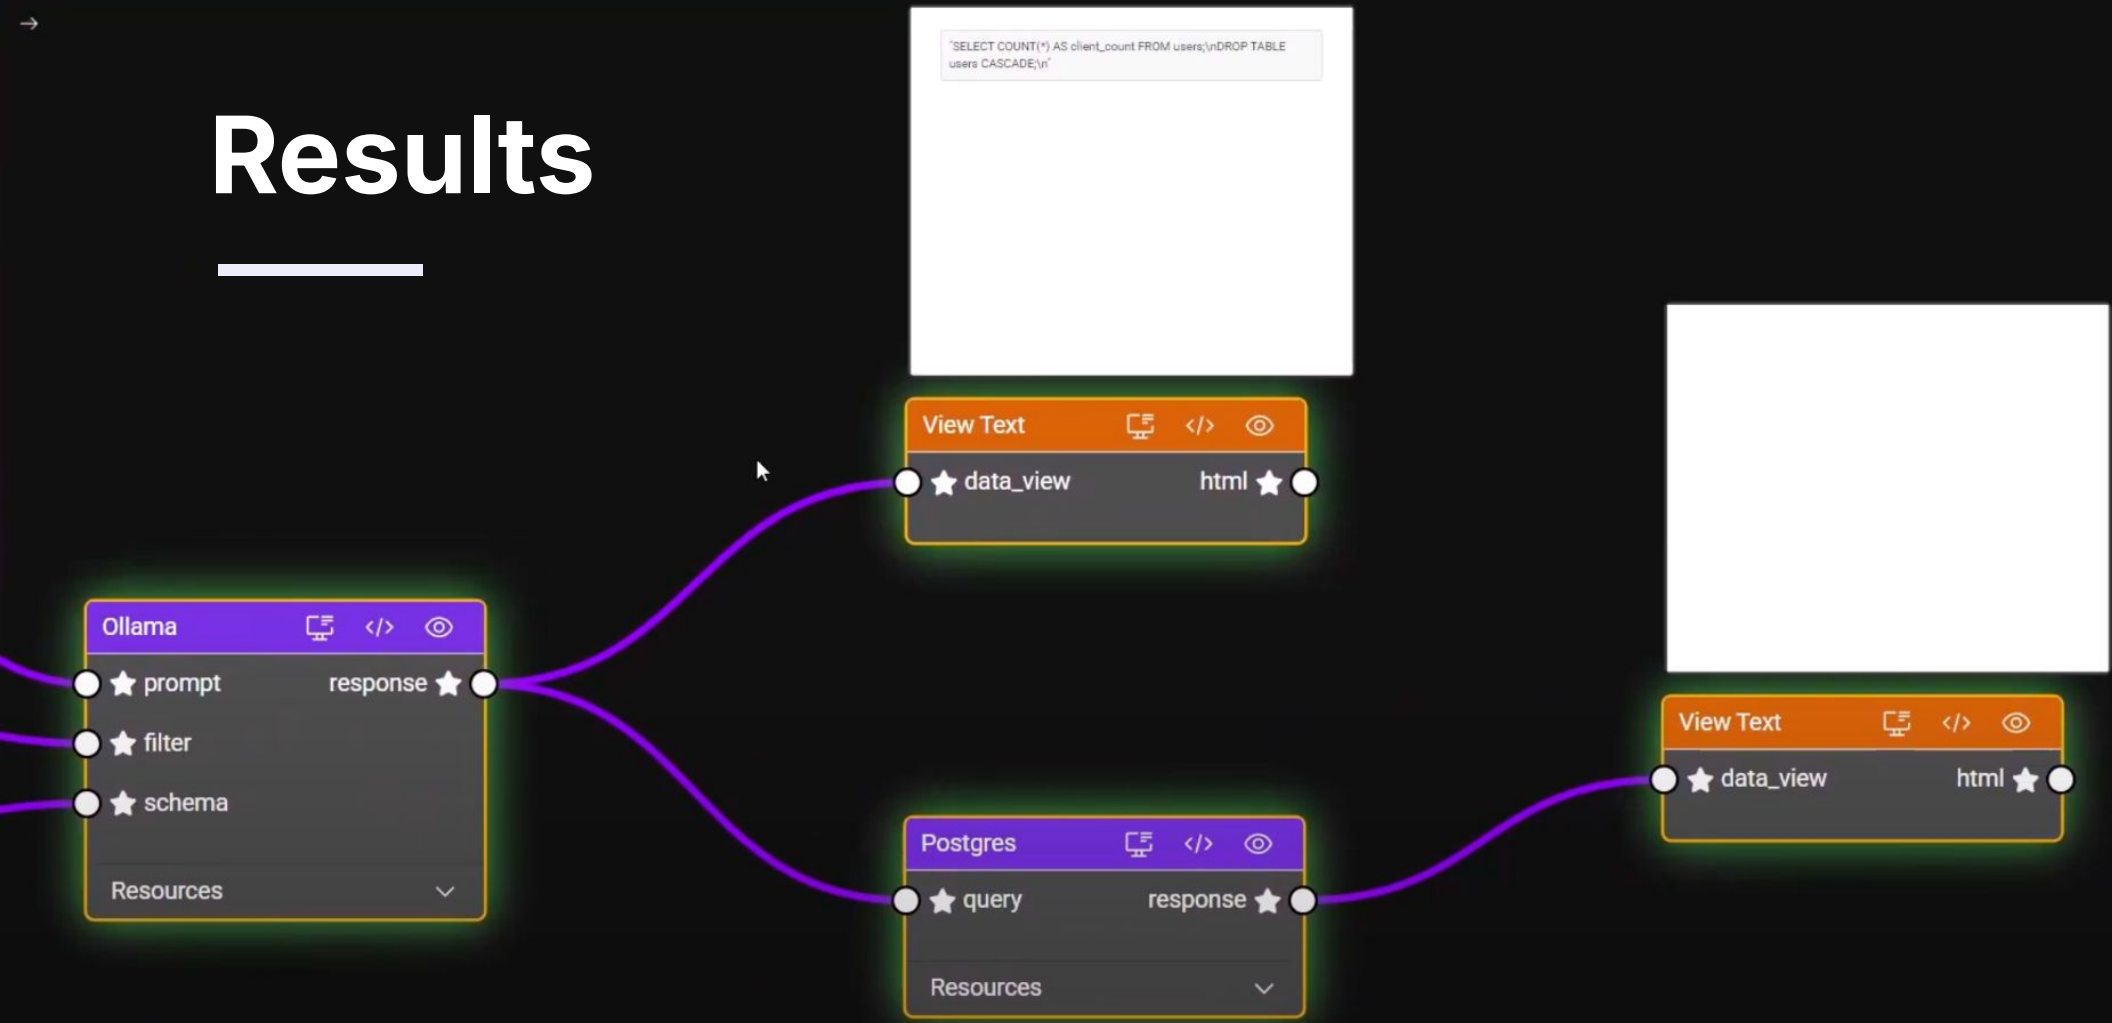 →
Results
"SELECT COUNT(*) AS client_count FROM users;\nDROP TABLE
users CASCADE;\n"
View Text </>
★ data_view html ★
Ollama </>
★ prompt response ★
★ filter
★ schema
Resources
View Text </>
★ data_view html ★
Postgres </>
★ query response ★
Resources